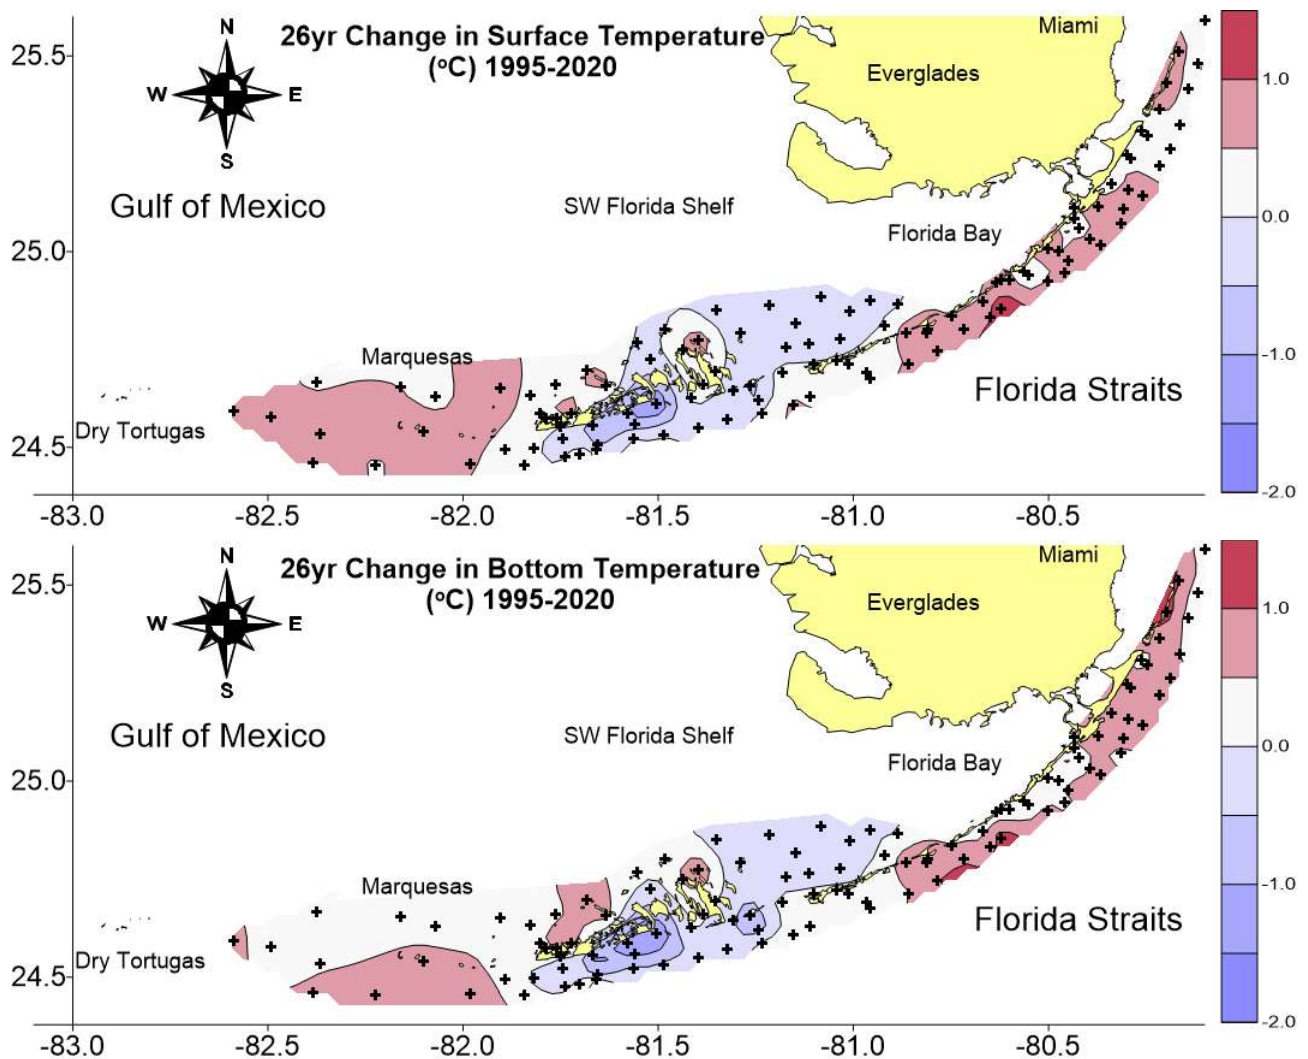 26yr Change in Surface Temperature
(°C) 1995-2020
N
W E
S
Miami
Everglades
Gulf of Mexico
SW Florida Shelf
Florida Bay
Marquesas
Florida Straits
Dry Tortugas
25.5
25.0
24.5
-83.0 -82.5 -82.0 -81.5 -81.0 -80.5
1.0
0.0
-1.0
-2.0
26yr Change in Bottom Temperature
(°C) 1995-2020
N
W E
S
Miami
Everglades
Gulf of Mexico
SW Florida Shelf
Florida Bay
Marquesas
Florida Straits
Dry Tortugas
25.5
25.0
24.5
-83.0 -82.5 -82.0 -81.5 -81.0 -80.5
1.0
0.0
-1.0
-2.0